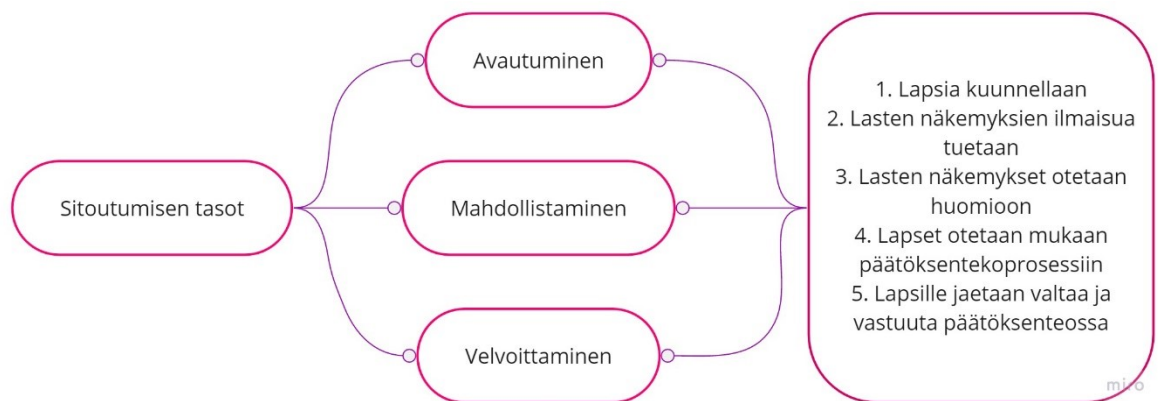 Sitoutumisen tasot
Avautuminen
Mahdollistaminen
Velvoittaminen
1. Lapsia kuunnellaan
2. Lasten näkemyksien ilmaisua
tuetaan
3. Lasten näkemykset otetaan
huomioon
4. Lapset otetaan mukaan
päätöksentekoprosessiin
5. Lapsille jaetaan valtaa ja
vastuuta päätöksenteossa
miro